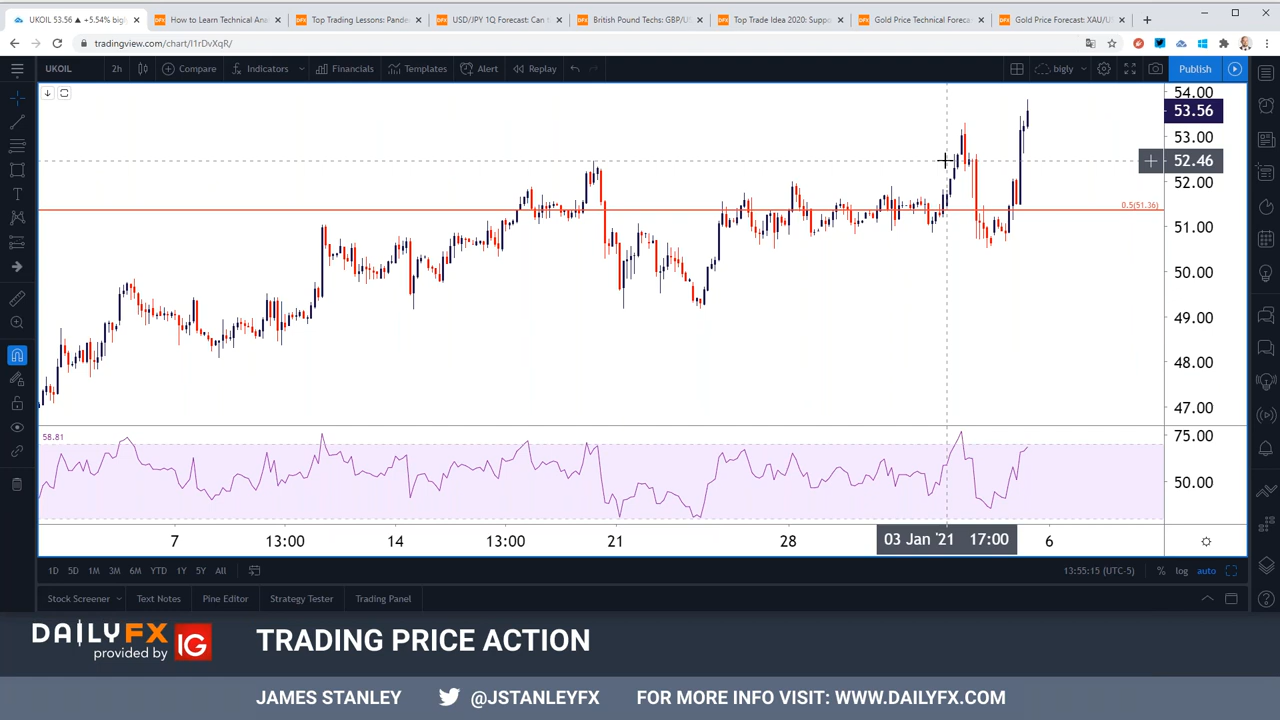 UKOIL 53.56 ▲ +5.54% bigly
How to Learn Technical Ana
Top Trading Lessons: Pande
USD/JPY 1Q Forecast: Can t
British Pound Techs: GBP/US
Top Trade Idea 2020: Suppo
Gold Price Technical Foreca
Gold Price Forecast: XAU/U
tradingview.com/chart/l1rDvXqR/
UKOIL 2h Compare Indicators Financials Templates Alert Replay bigly Publish
54.00
53.56
53.00
52.46
52.00
0.5(51.36)
51.00
50.00
49.00
48.00
47.00
58.81
75.00
50.00
7 13:00 14 13:00 21 28 03 Jan '21 17:00 6
1D 5D 1M 3M 6M YTD 1Y 5Y All 13:55:15 (UTC-5) % log auto
Stock Screener Text Notes Pine Editor Strategy Tester Trading Panel
DAILYFX
provided by IG
TRADING PRICE ACTION
JAMES STANLEY @JSTANLEYFX FOR MORE INFO VISIT: WWW.DAILYFX.COM